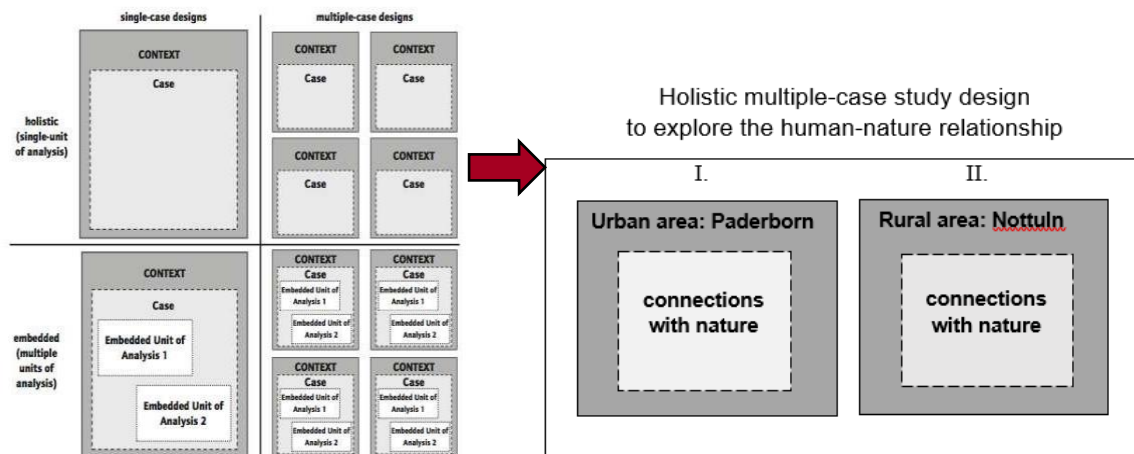 single-case designs
multiple-case designs
holistic
(single-unit
of analysis)
CONTEXT
Case
CONTEXT
Case
CONTEXT
Case
CONTEXT
Case
CONTEXT
Case
embedded
(multiple
units of
analysis)
CONTEXT
Case
Embedded Unit of
Analysis 1
Embedded Unit of
Analysis 2
CONTEXT
Case
Embedded Unit of
Analysis 1
Embedded Unit of
Analysis 2
CONTEXT
Case
Embedded Unit of
Analysis 1
Embedded Unit of
Analysis 2
CONTEXT
Case
Embedded Unit of
Analysis 1
Embedded Unit of
Analysis 2
CONTEXT
Case
Embedded Unit of
Analysis 1
Embedded Unit of
Analysis 2
Holistic multiple-case study design
to explore the human-nature relationship
I.
Urban area: Paderborn
connections
with nature
II.
Rural area: Nottuln
connections
with nature